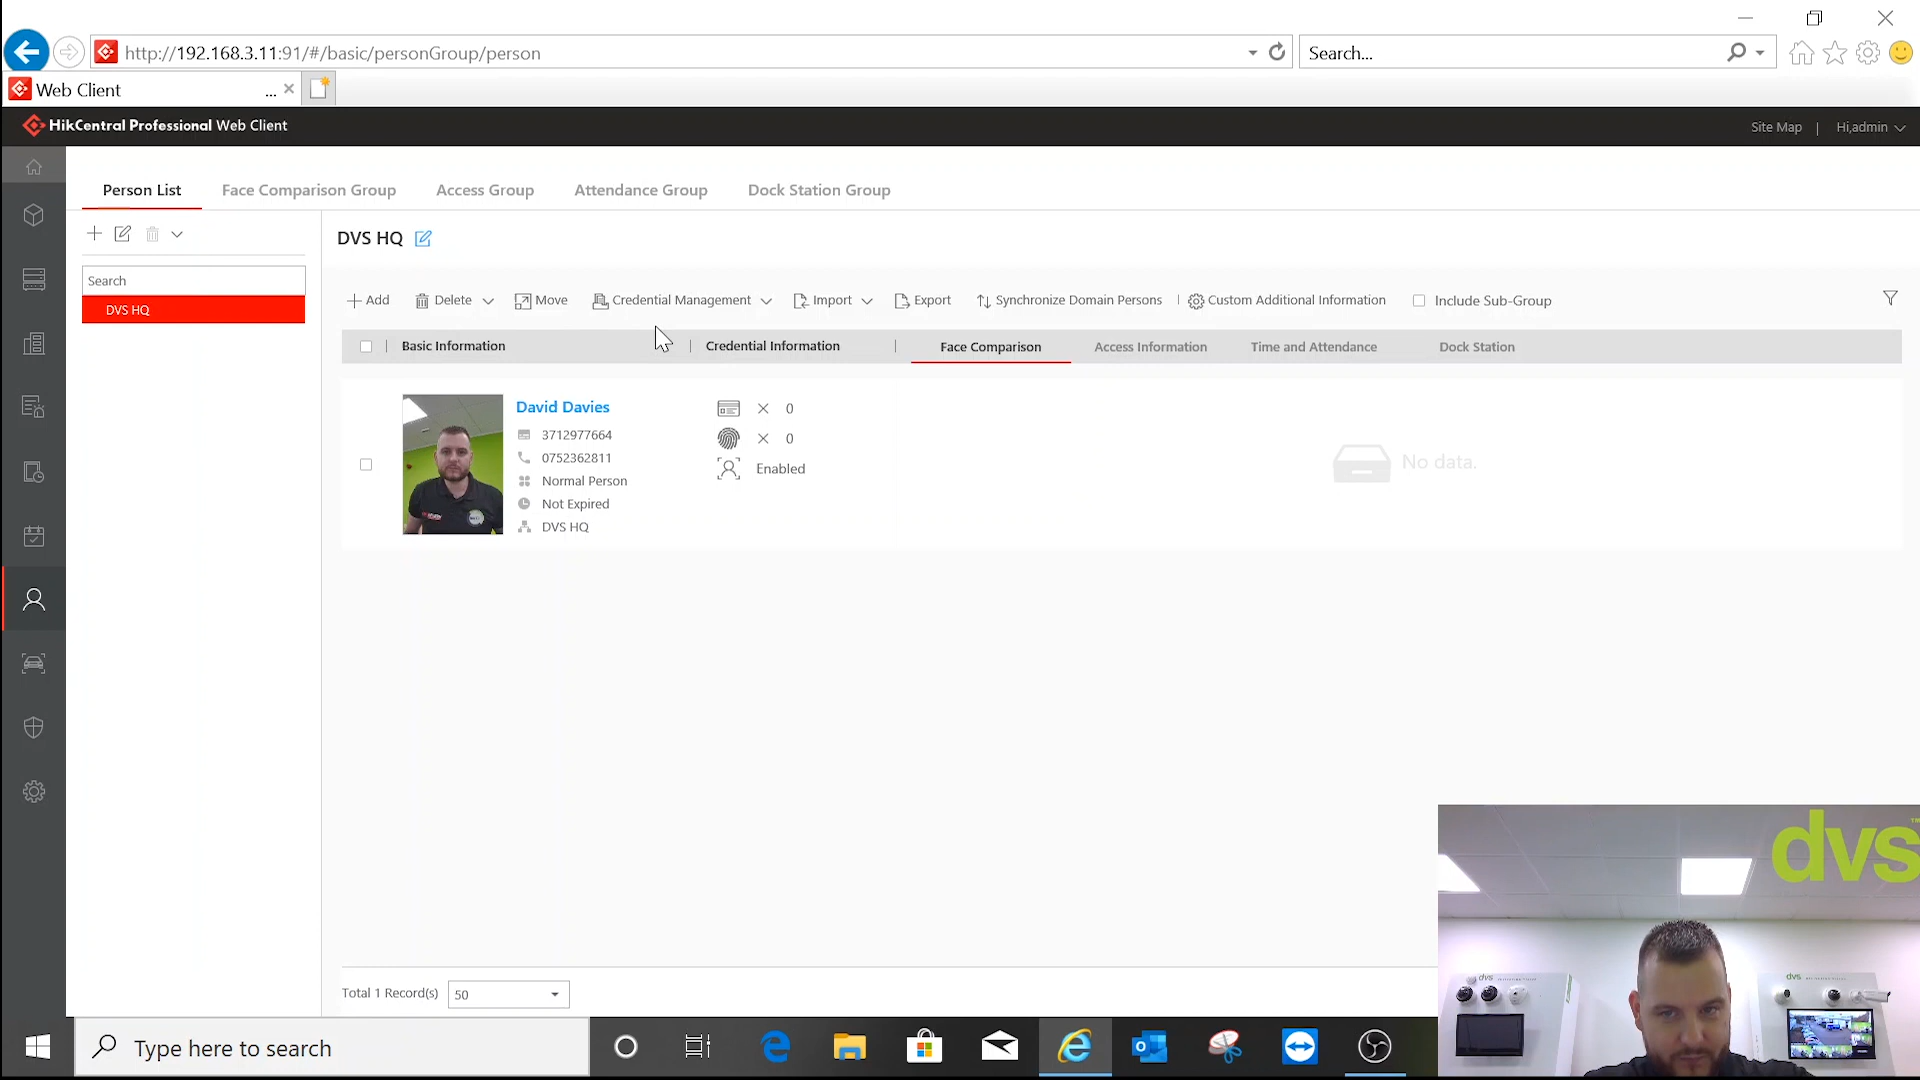 http://192.168.3.11:91/#/basic/personGroup/person
Search...
Web Client
...
HikCentral Professional Web Client
Site Map | Hi,admin
Person List Face Comparison Group Access Group Attendance Group Dock Station Group
DVS HQ
Search
DVS HQ
Add Delete Move Credential Management Import Export Synchronize Domain Persons Custom Additional Information Include Sub-Group
Basic Information Credential Information Face Comparison Access Information Time and Attendance Dock Station
David Davies
3712977664
0752362811
Normal Person
Not Expired
DVS HQ
0
0
Enabled
No data.
Total 1 Record(s) 50
dvs™
dvs
dvs
Type here to search